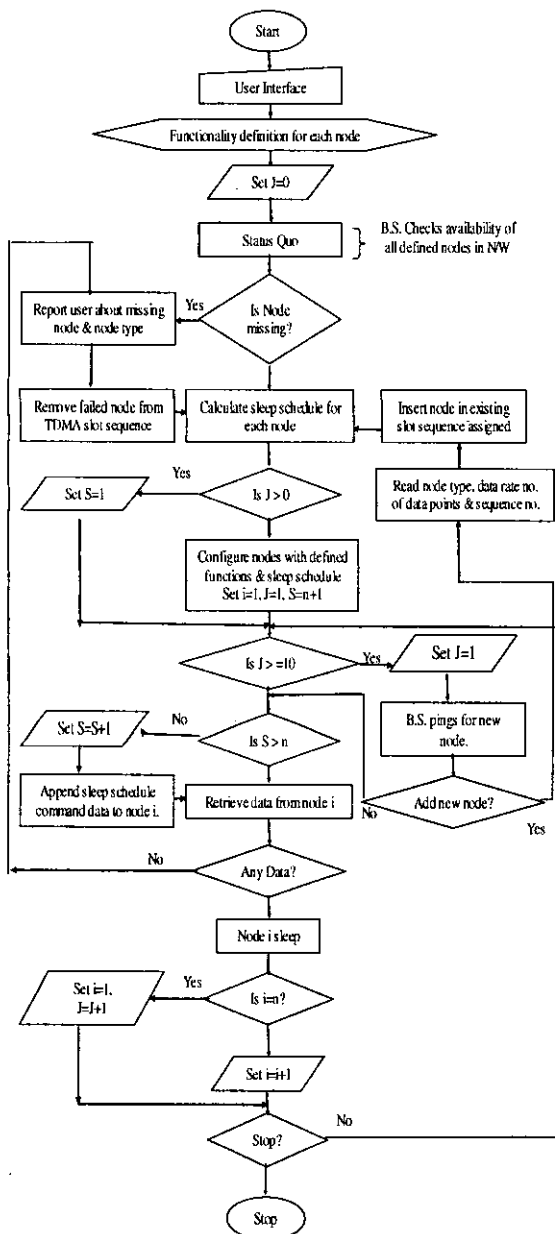 Start
User Interface
Functionality definition for each node
Set J=0
Status Quo
B.S. Checks availability of
all defined nodes in N/W
Is Node
missing?
Yes
Report user about missing
node & node type
Remove failed node from
TDMA slot sequence
Calculate sleep schedule for
each node
Insert node in existing
slot sequence assigned
Read node type, data rate no.
of data points & sequence no.
Is J > 0
Yes
Set S=1
Configure nodes with defined
functions & sleep schedule
Set i=1, J=1, S=n+1
Is J > =10
Yes
Set J=1
B.S. pings for new
node.
Add new node?
No
Yes
Is S > n
No
Set S=S+1
Append sleep schedule
command data to node i.
Retrieve data from node i
Any Data?
No
Node i sleep
Is i=n?
Yes
Set i=1,
J=J+1
Set i=i+1
Stop?
No
Stop